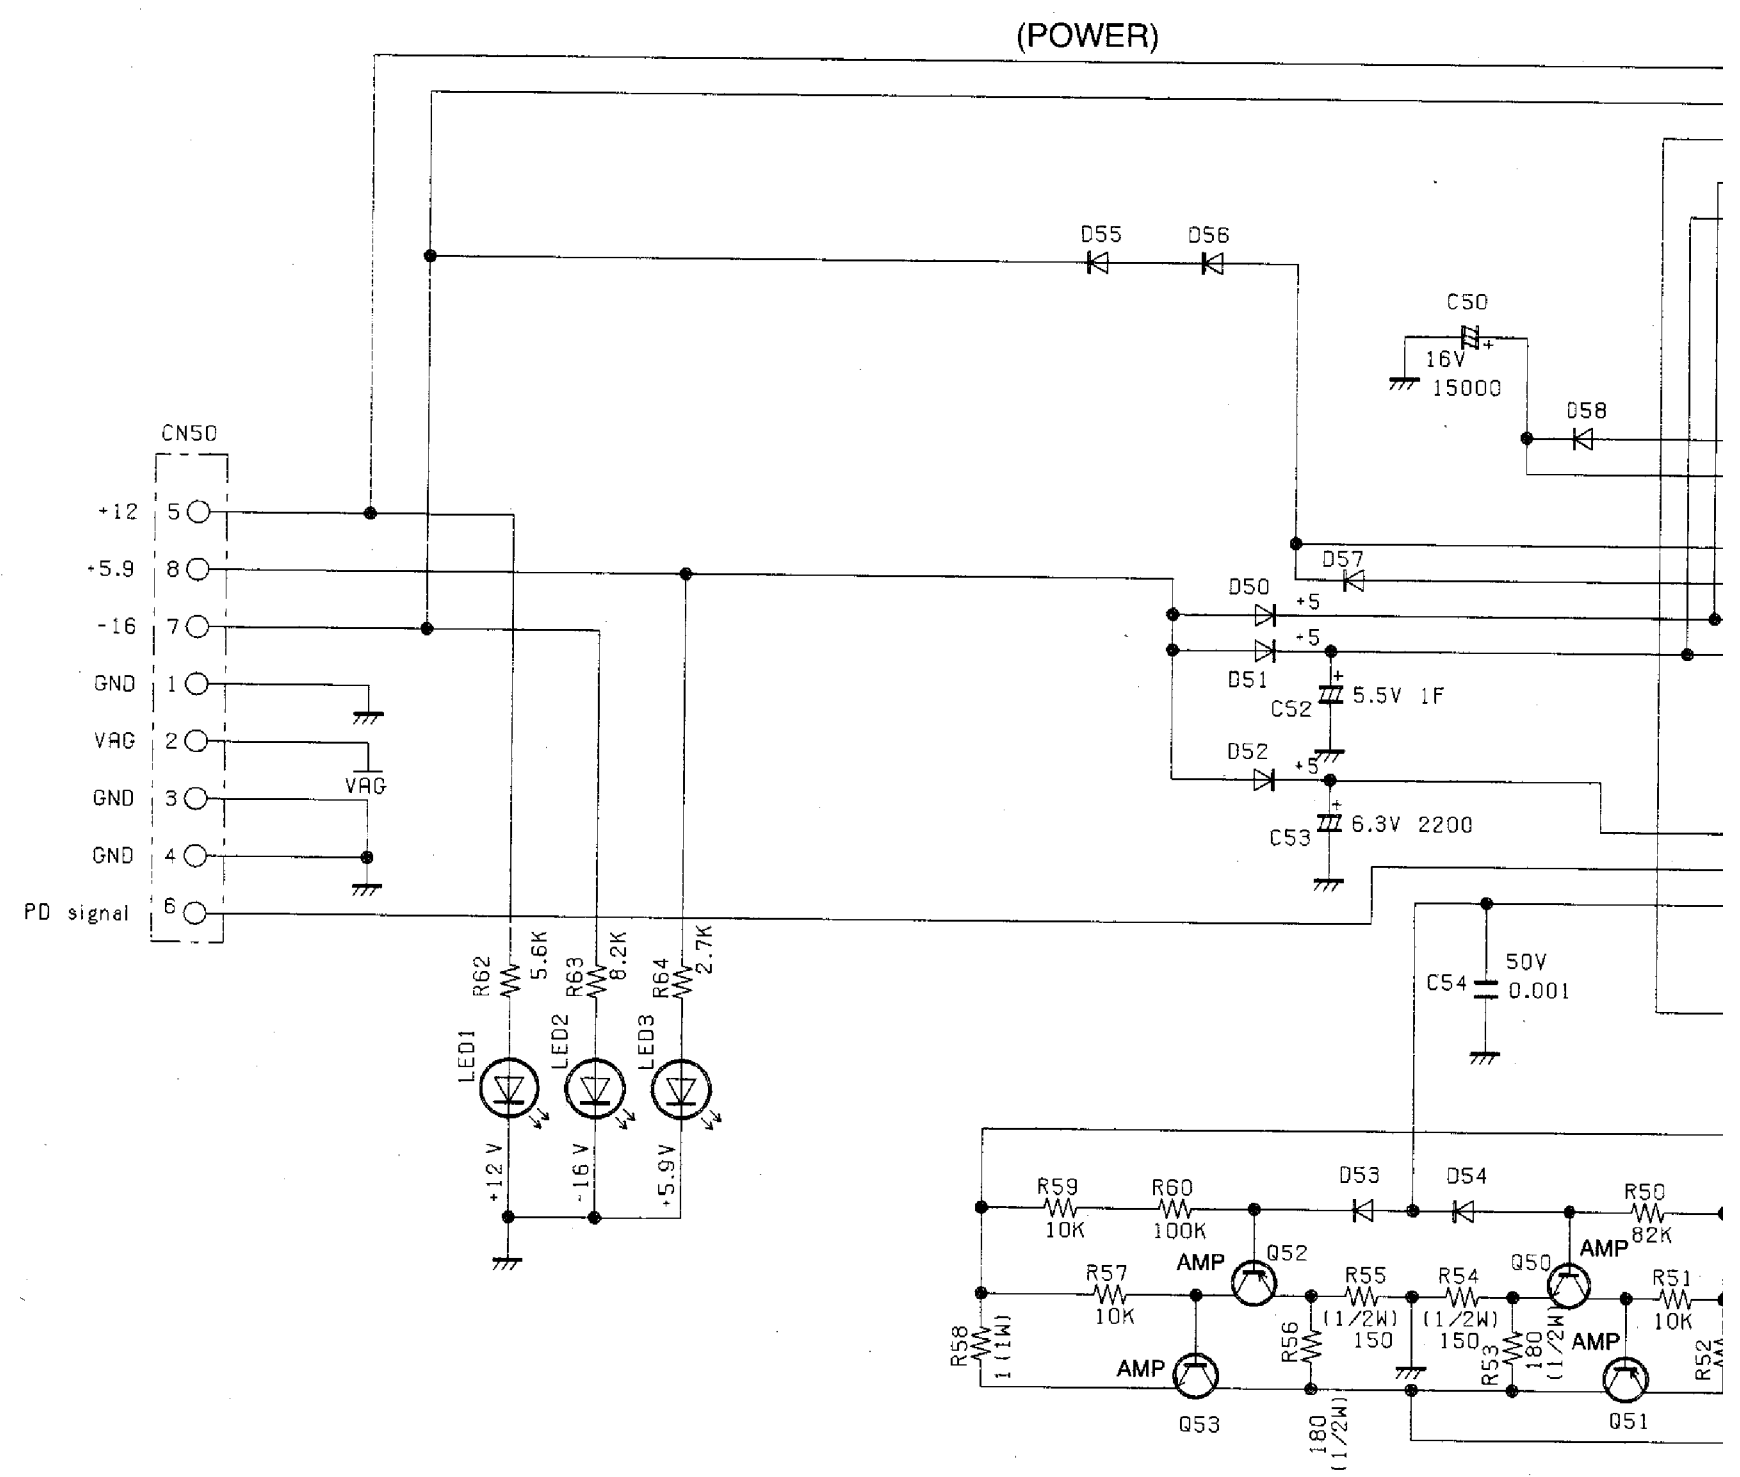 (POWER)
D55
D56
C50
+
16V
15000
D58
CN50
+12
5
+5.9
8
-16
7
GND
1
VAG
2
VAG
GND
3
GND
4
PD signal
6
D57
D50
+5
+5
D51
+
C52
5.5V 1F
D52
+5
+
C53
6.3V 2200
C54
50V
0.001
R62
5.6K
R63
8.2K
R64
2.7K
LED1
LED2
LED3
+12V
-16V
+5.9V
R59
10K
R60
100K
D53
D54
R50
82K
AMP
Q52
Q50
AMP
R57
10K
R55
(1/2W)
150
R54
(1/2W)
150
R51
10K
R58
1(1W)
AMP
Q53
R56
180
(1/2W)
R53
180
(1/2W)
AMP
Q51
R52